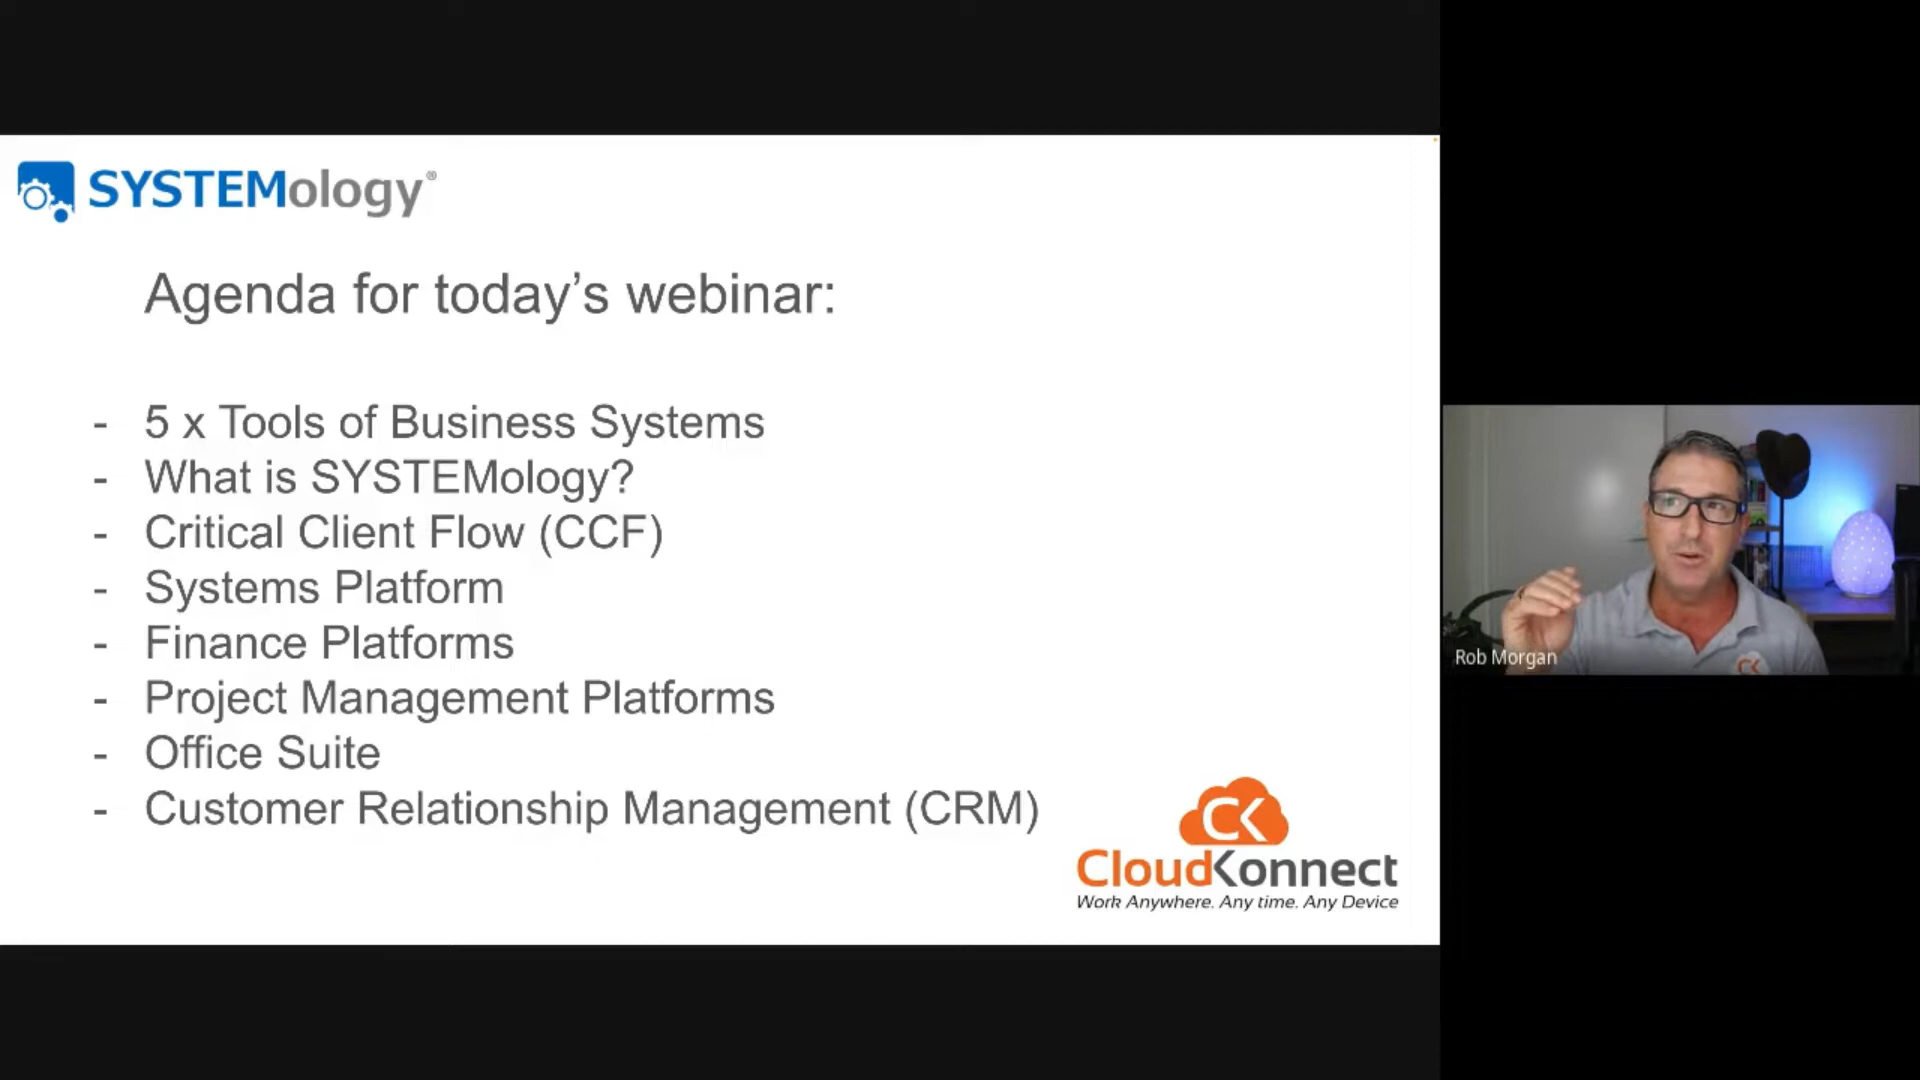 SYSTEMology®
Agenda for today's webinar:
- 5 x Tools of Business Systems
- What is SYSTEMology?
- Critical Client Flow (CCF)
- Systems Platform
- Finance Platforms
- Project Management Platforms
- Office Suite
- Customer Relationship Management (CRM)
CK
CloudKonnect
Work Anywhere. Any time. Any Device
Rob Morgan
CK